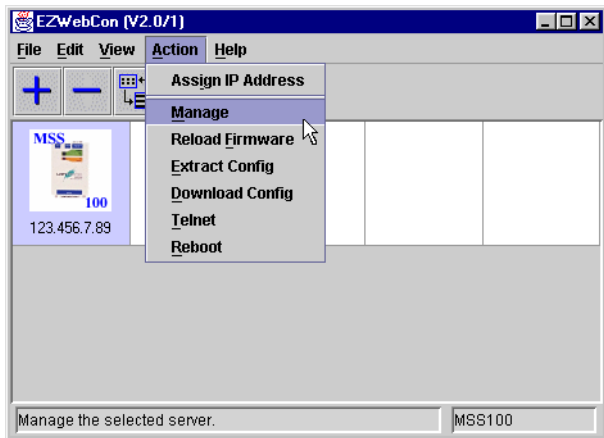 EZWebCon (V2.0/1)
File Edit View Action Help
Assign IP Address
Manage
Reload Firmware
Extract Config
Download Config
Telnet
Reboot
MSS
100
123.456.7.89
Manage the selected server.
MSS100